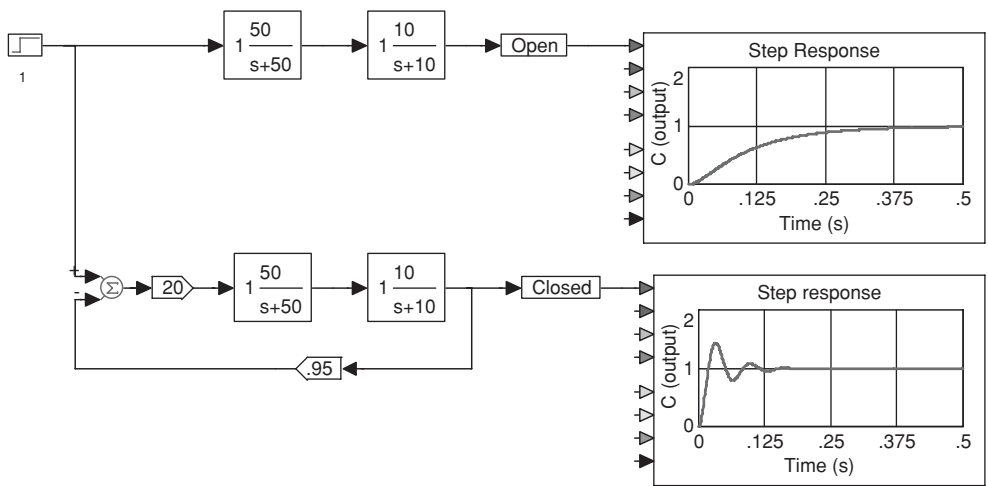 1
1 50
s+50
1 10
s+10
Open
Step Response
C (output)
2
1
0
0 .125 .25 .375 .5
Time (s)
+
-
Σ
20
1 50
s+50
1 10
s+10
Closed
.95
Step response
C (output)
2
1
0
0 .125 .25 .375 .5
Time (s)